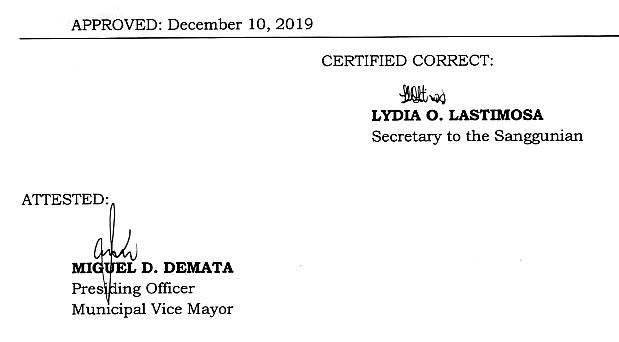 APPROVED: December 10, 2019
CERTIFIED CORRECT:
LYDIA O. LASTIMOSA
Secretary to the Sanggunian
ATTESTED:
MIGUEL D. DEMATA
Presiding Officer
Municipal Vice Mayor